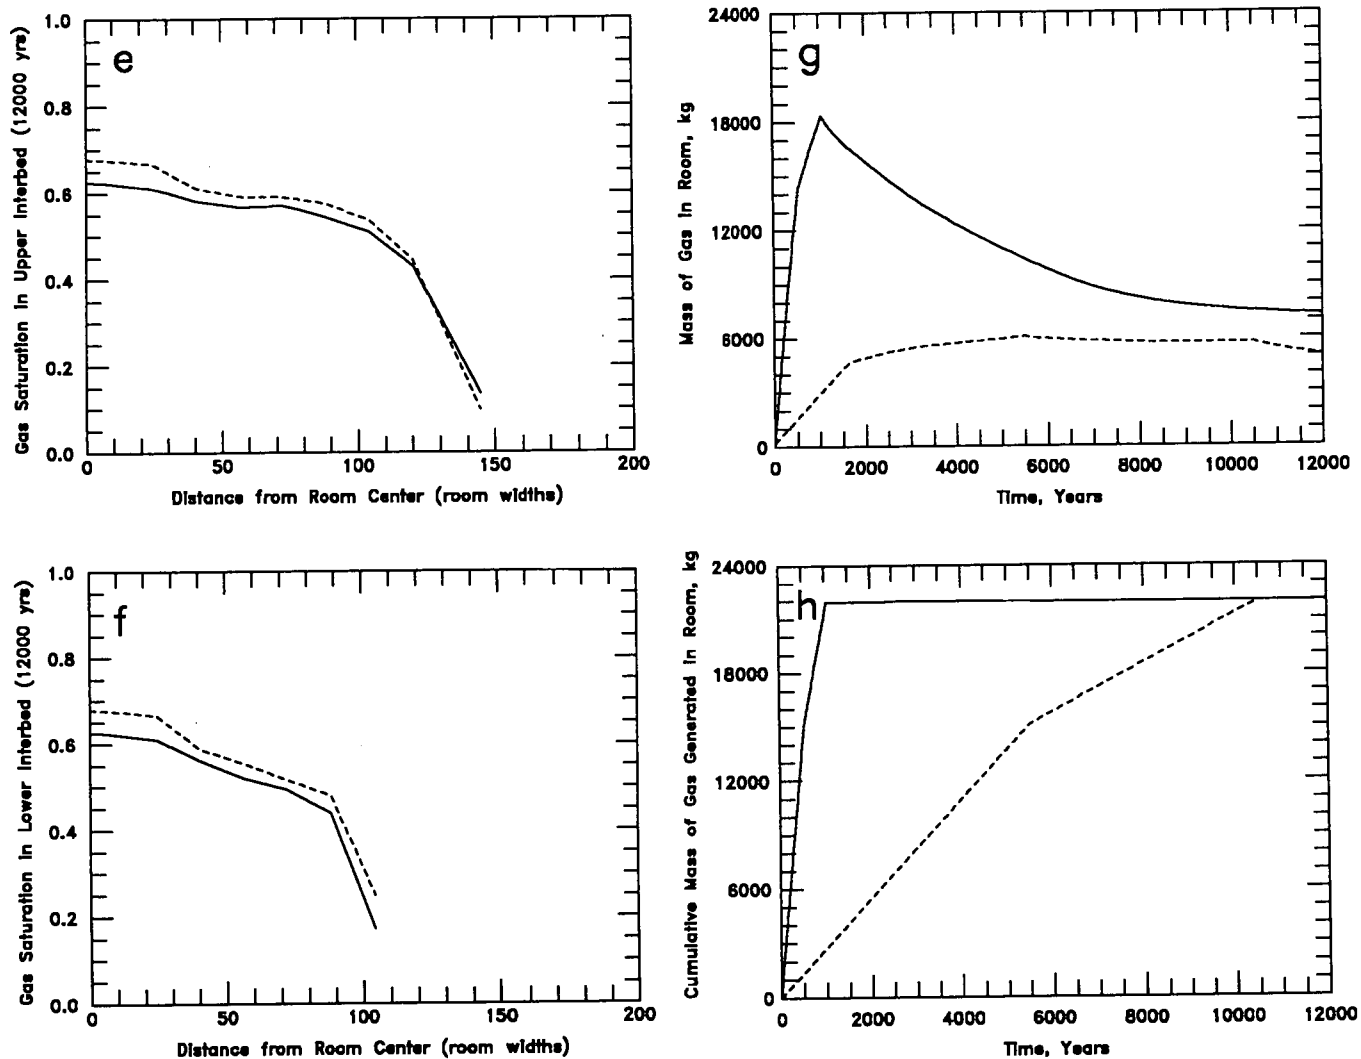 e
Gas Saturation in Upper Interbed (12000 yrs)
1.0
0.8
0.6
0.4
0.2
0.0
0 50 100 150 200
Distance from Room Center (room widths)
g
Mass of Gas in Room, kg
24000
18000
12000
6000
0
0 2000 4000 6000 8000 10000 12000
Time, Years
f
Gas Saturation in Lower Interbed (12000 yrs)
1.0
0.8
0.6
0.4
0.2
0.0
0 50 100 150 200
Distance from Room Center (room widths)
h
Cumulative Mass of Gas Generated in Room, kg
24000
18000
12000
6000
0
0 2000 4000 6000 8000 10000 12000
Time, Years